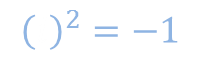 ( )² = −1